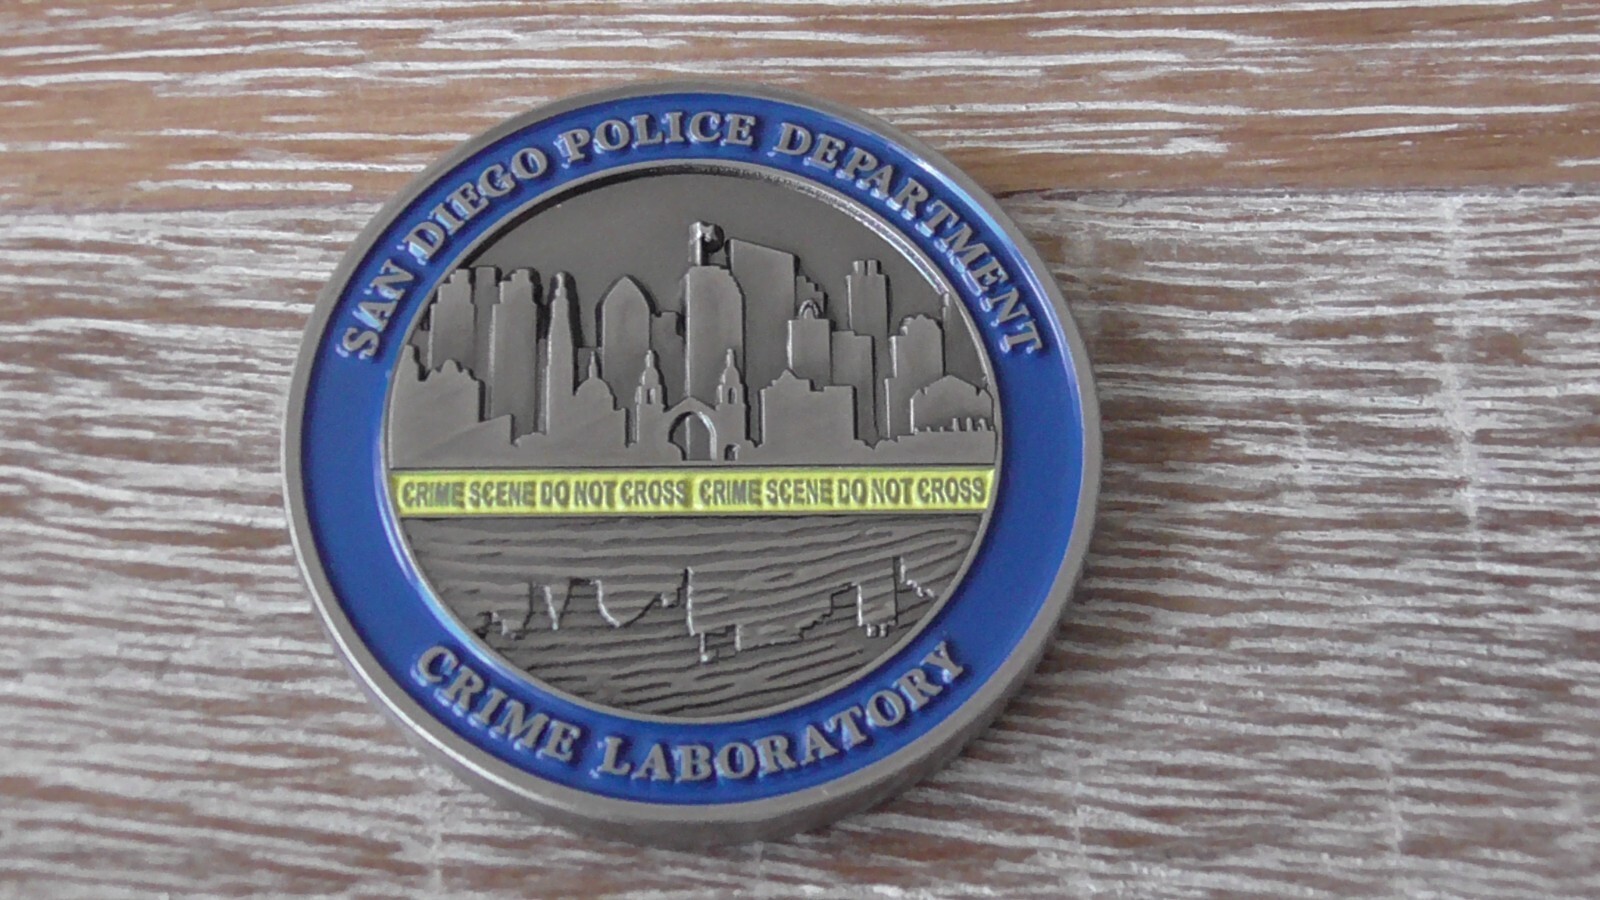 SAN DIEGO POLICE DEPARTMENT
CRIME SCENE DO NOT CROSS CRIME SCENE DO NOT CROSS
CRIME LABORATORY